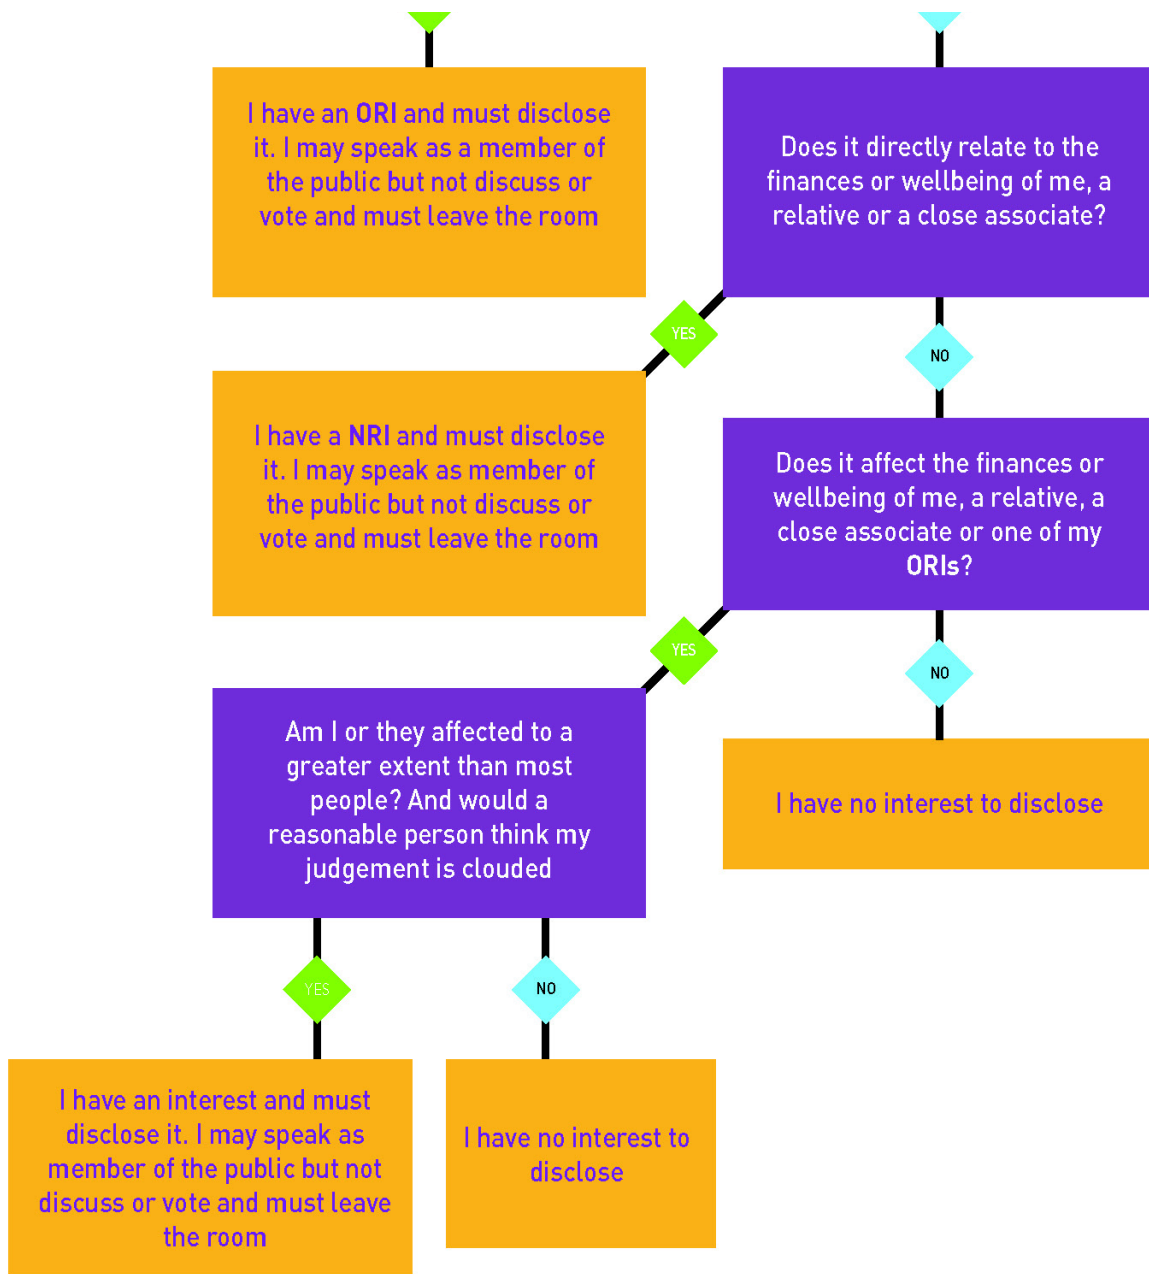 I have an ORI and must disclose
it. I may speak as a member of
the public but not discuss or
vote and must leave the room
Does it directly relate to the
finances or wellbeing of me, a
relative or a close associate?
YES
NO
I have a NRI and must disclose
it. I may speak as member of
the public but not discuss or
vote and must leave the room
Does it affect the finances or
wellbeing of me, a relative, a
close associate or one of my
ORIs?
YES
NO
Am I or they affected to a
greater extent than most
people? And would a
reasonable person think my
judgement is clouded
I have no interest to disclose
YES
NO
I have an interest and must
disclose it. I may speak as
member of the public but not
discuss or vote and must leave
the room
I have no interest to
disclose